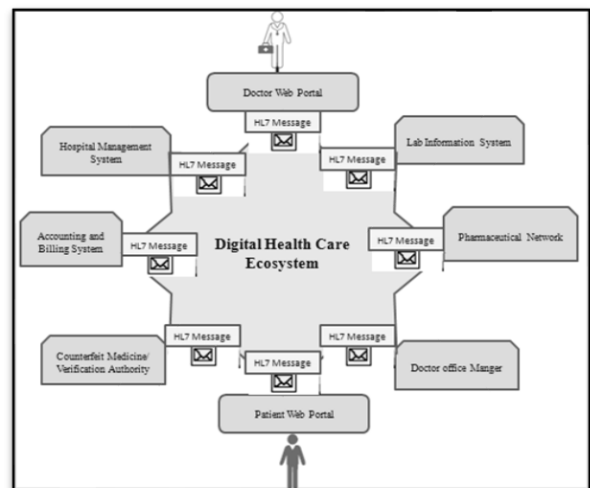 Doctor Web Portal
HL7 Message
Hospital Management
System
HL7 Message
HL7 Message
Lab Information System
Accounting and
Billing System
HL7 Message
Digital Health Care
Ecosystem
HL7 Message
Pharmaceutical Network
Counterfeit Medicine/
Verification Authority
HL7 Message
HL7 Message
HL7 Message
Doctor office Manger
Patient Web Portal